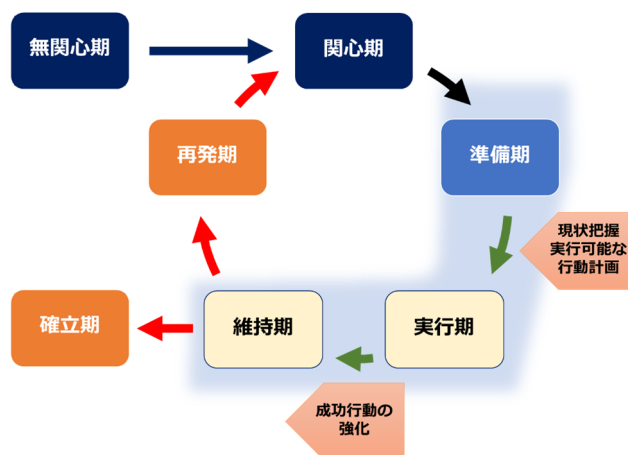 無関心期
関心期
再発期
準備期
現状把握
実行可能な
行動計画
確立期
維持期
実行期
成功行動の
強化